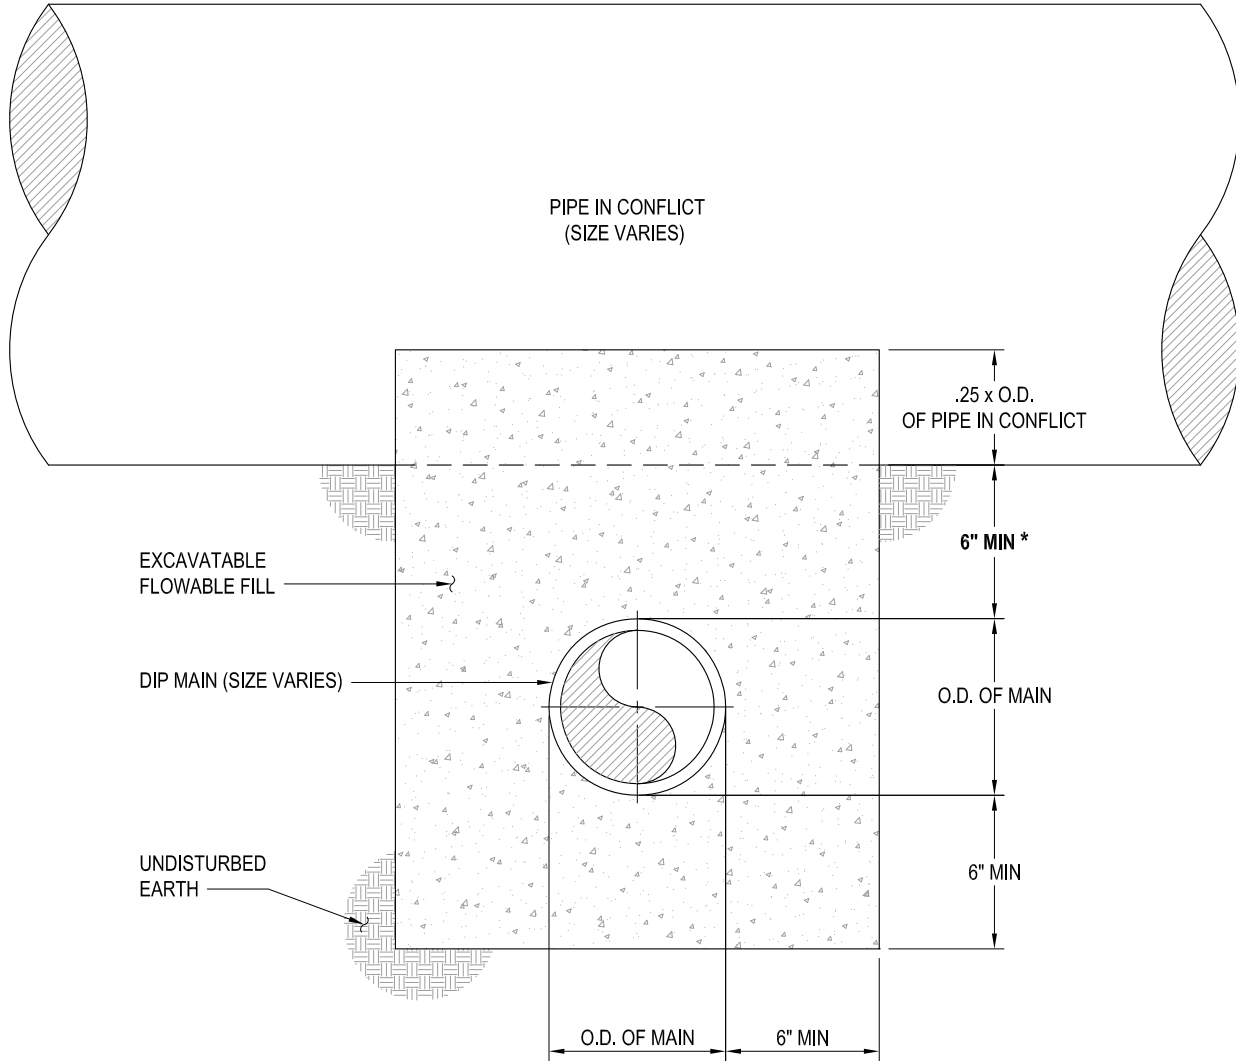 PIPE IN CONFLICT
(SIZE VARIES)
.25 x O.D.
OF PIPE IN CONFLICT
6" MIN *
EXCAVATABLE
FLOWABLE FILL
DIP MAIN (SIZE VARIES)
O.D. OF MAIN
UNDISTURBED
EARTH
6" MIN
O.D. OF MAIN
6" MIN